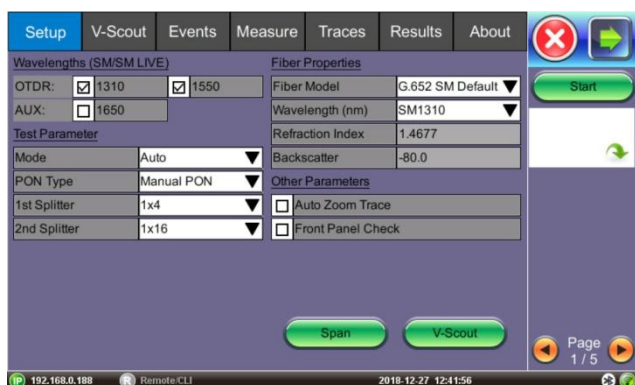 Setup V-Scout Events Measure Traces Results About
Wavelengths (SM/SM LIVE)
OTDR: 1310 1550
AUX: 1650
Test Parameter
Mode Auto
PON Type Manual PON
1st Splitter 1x4
2nd Splitter 1x16
Fiber Properties
Fiber Model G.652 SM Default
Wavelength (nm) SM1310
Refraction Index 1.4677
Backscatter -80.0
Other Parameters
Auto Zoom Trace
Front Panel Check
Span V-Scout
Start
Page
1 / 5
IP 192.168.0.188 R Remote/CLI 2018-12-27 12:41:56